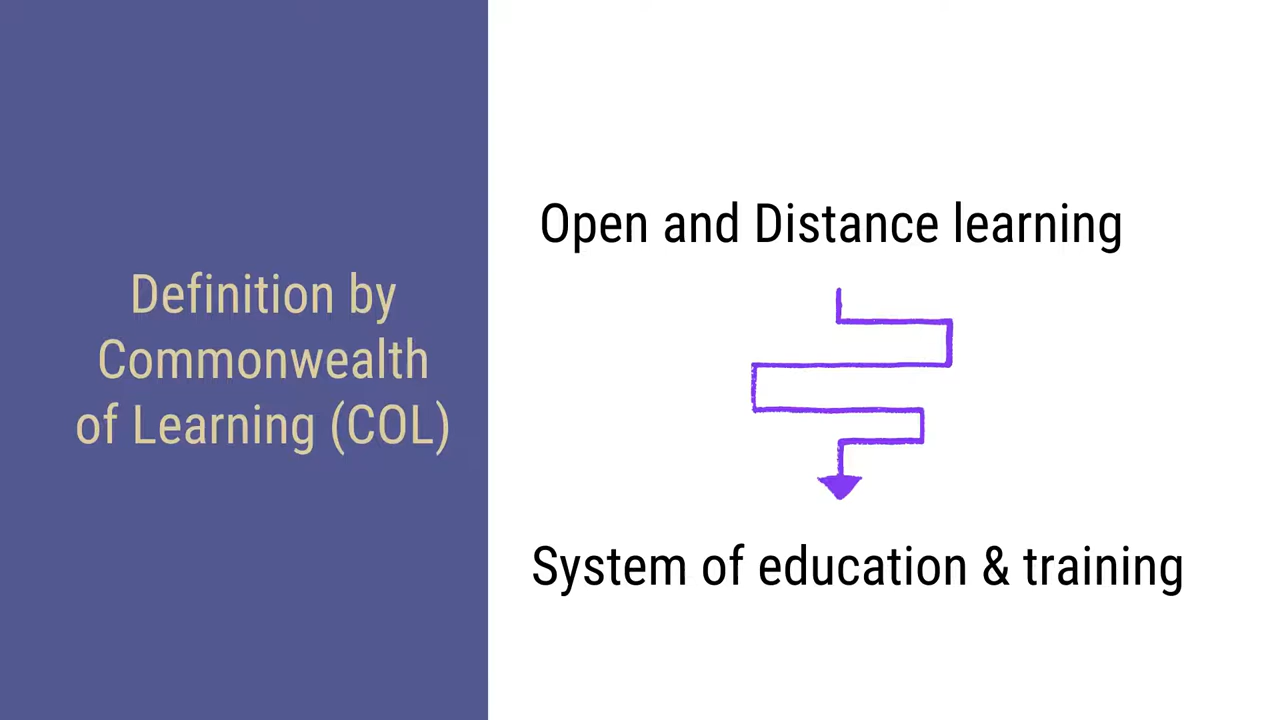 Definition by
Commonwealth
of Learning (COL)
Open and Distance learning
System of education & training